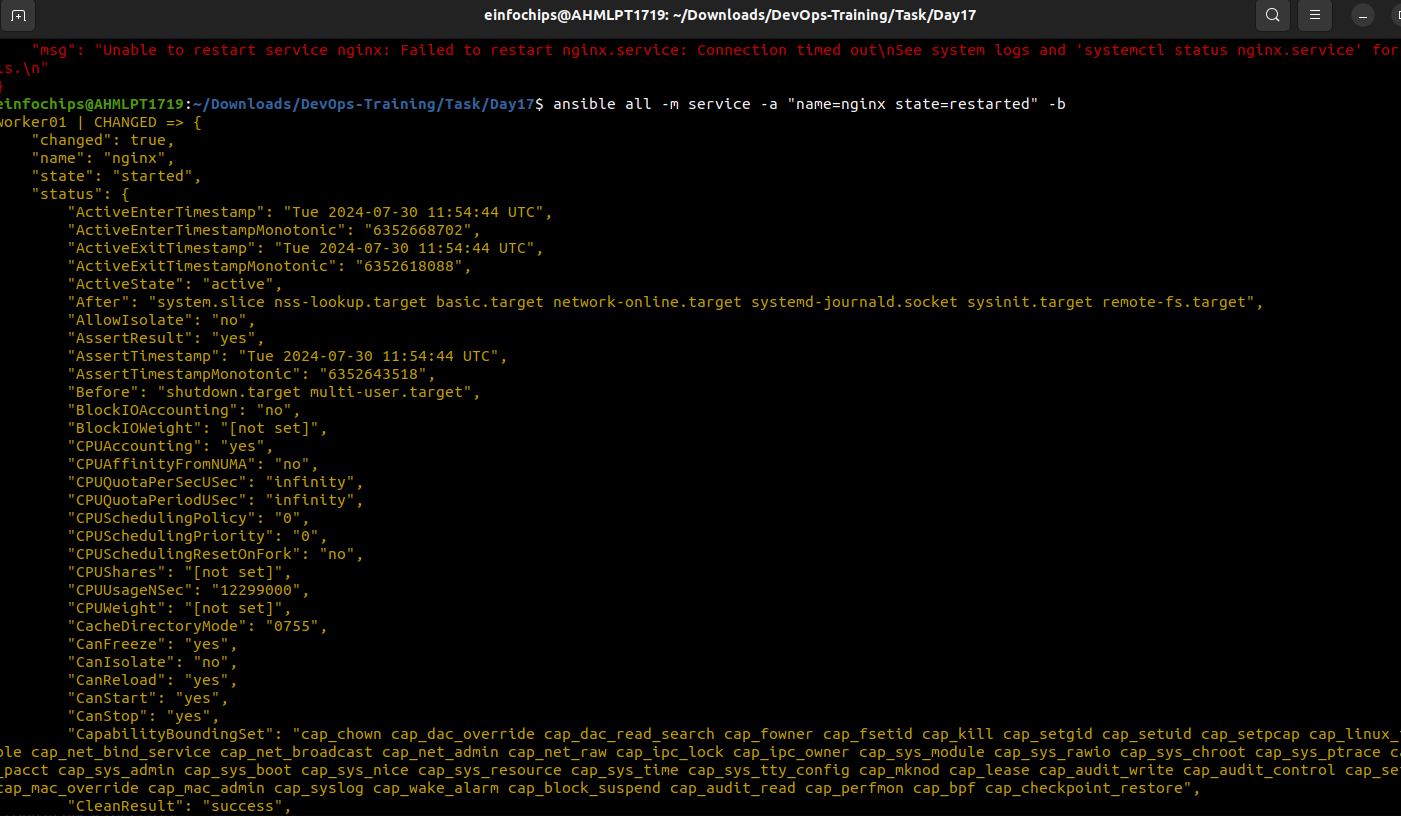 einfochips@AHMLPT1719: ~/Downloads/DevOps-Training/Task/Day17
    "msg": "Unable to restart service nginx: Failed to restart nginx.service: Connection timed out\nSee system logs and 'systemctl status nginx.service' for
ls.\n"
}
einfochips@AHMLPT1719:~/Downloads/DevOps-Training/Task/Day17$ ansible all -m service -a "name=nginx state=restarted" -b
worker01 | CHANGED => {
    "changed": true,
    "name": "nginx",
    "state": "started",
    "status": {
        "ActiveEnterTimestamp": "Tue 2024-07-30 11:54:44 UTC",
        "ActiveEnterTimestampMonotonic": "6352668702",
        "ActiveExitTimestamp": "Tue 2024-07-30 11:54:44 UTC",
        "ActiveExitTimestampMonotonic": "6352618088",
        "ActiveState": "active",
        "After": "system.slice nss-lookup.target basic.target network-online.target systemd-journald.socket sysinit.target remote-fs.target",
        "AllowIsolate": "no",
        "AssertResult": "yes",
        "AssertTimestamp": "Tue 2024-07-30 11:54:44 UTC",
        "AssertTimestampMonotonic": "6352643518",
        "Before": "shutdown.target multi-user.target",
        "BlockIOAccounting": "no",
        "BlockIOWeight": "[not set]",
        "CPUAccounting": "yes",
        "CPUAffinityFromNUMA": "no",
        "CPUQuotaPerSecUSec": "infinity",
        "CPUQuotaPeriodUSec": "infinity",
        "CPUSchedulingPolicy": "0",
        "CPUSchedulingPriority": "0",
        "CPUSchedulingResetOnFork": "no",
        "CPUShares": "[not set]",
        "CPUUsageNSec": "12299000",
        "CPUWeight": "[not set]",
        "CacheDirectoryMode": "0755",
        "CanFreeze": "yes",
        "CanIsolate": "no",
        "CanReload": "yes",
        "CanStart": "yes",
        "CanStop": "yes",
        "CapabilityBoundingSet": "cap_chown cap_dac_override cap_dac_read_search cap_fowner cap_fsetid cap_kill cap_setgid cap_setuid cap_setpcap cap_linux_
ble cap_net_bind_service cap_net_broadcast cap_net_admin cap_net_raw cap_ipc_lock cap_ipc_owner cap_sys_module cap_sys_rawio cap_sys_chroot cap_sys_ptrace
_pacct cap_sys_admin cap_sys_boot cap_sys_nice cap_sys_resource cap_sys_time cap_sys_tty_config cap_mknod cap_lease cap_audit_write cap_audit_control cap_se
cap_mac_override cap_mac_admin cap_syslog cap_wake_alarm cap_block_suspend cap_audit_read cap_perfmon cap_bpf cap_checkpoint_restore",
        "CleanResult": "success",